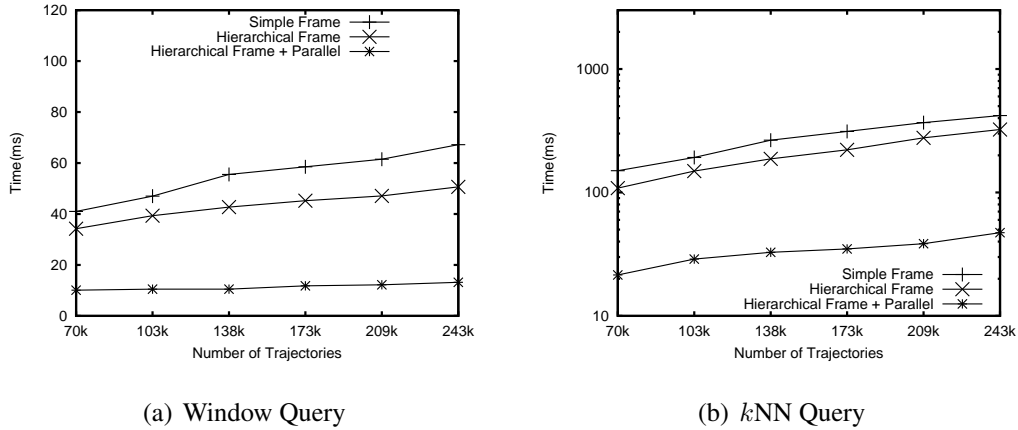 120
100
80
60
40
20
0
Time(ms)
Simple Frame
Hierarchical Frame
Hierarchical Frame + Parallel
70k 103k 138k 173k 209k 243k
Number of Trajectories
(a) Window Query
1000
100
10
Time(ms)
Simple Frame
Hierarchical Frame
Hierarchical Frame + Parallel
70k 103k 138k 173k 209k 243k
Number of Trajectories
(b) kNN Query